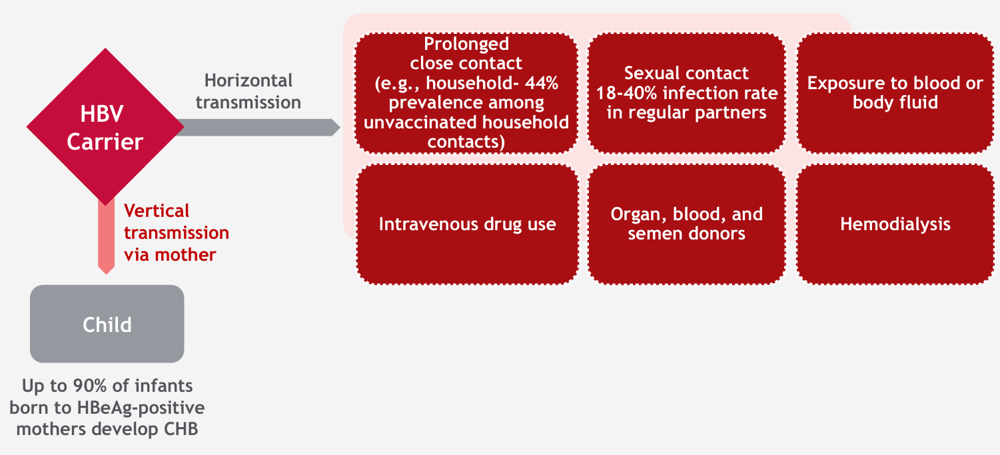 HBV
Carrier
Horizontal
transmission
Prolonged
close contact
(e.g., household- 44%
prevalence among
unvaccinated household
contacts)
Sexual contact
18-40% infection rate
in regular partners
Exposure to blood or
body fluid
Intravenous drug use
Organ, blood, and
semen donors
Hemodialysis
Vertical
transmission
via mother
Child
Up to 90% of infants
born to HBeAg-positive
mothers develop CHB